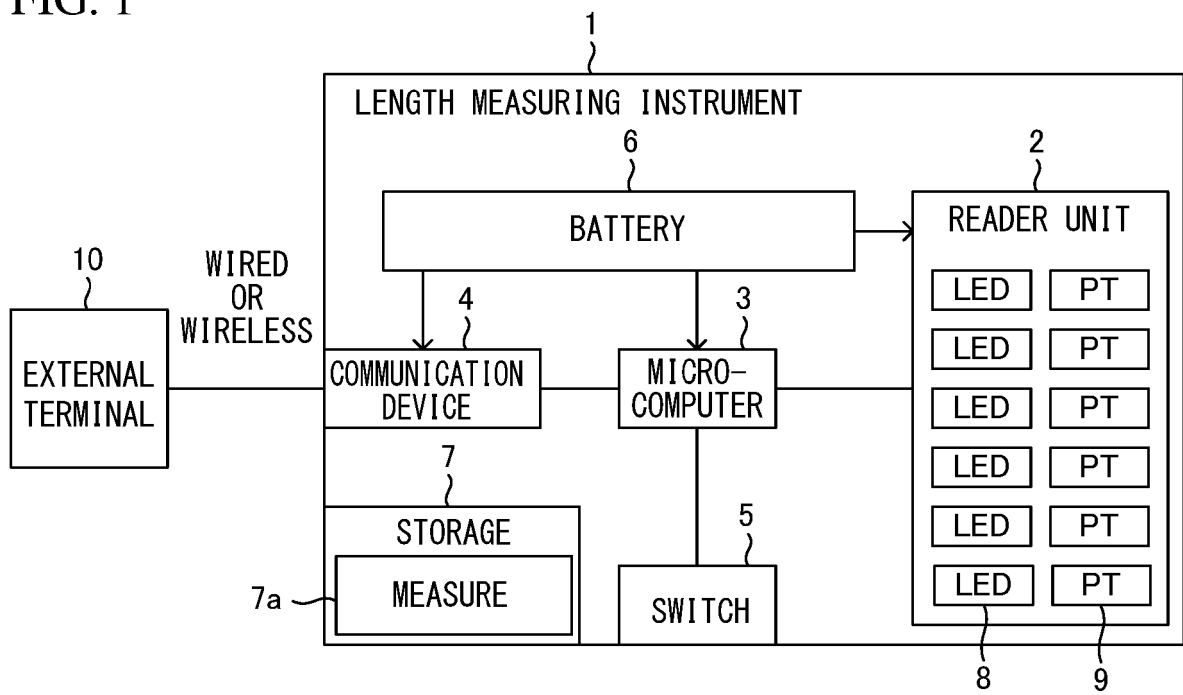 FIG. 1
1
LENGTH MEASURING INSTRUMENT
6
2
BATTERY
READER UNIT
10
WIRED
OR
WIRELESS
4
3
LED PT
EXTERNAL
TERMINAL
COMMUNICATION
DEVICE
MICRO-
COMPUTER
LED PT
LED PT
LED PT
7
5
STORAGE
LED PT
7a
MEASURE
SWITCH
LED PT
8
9